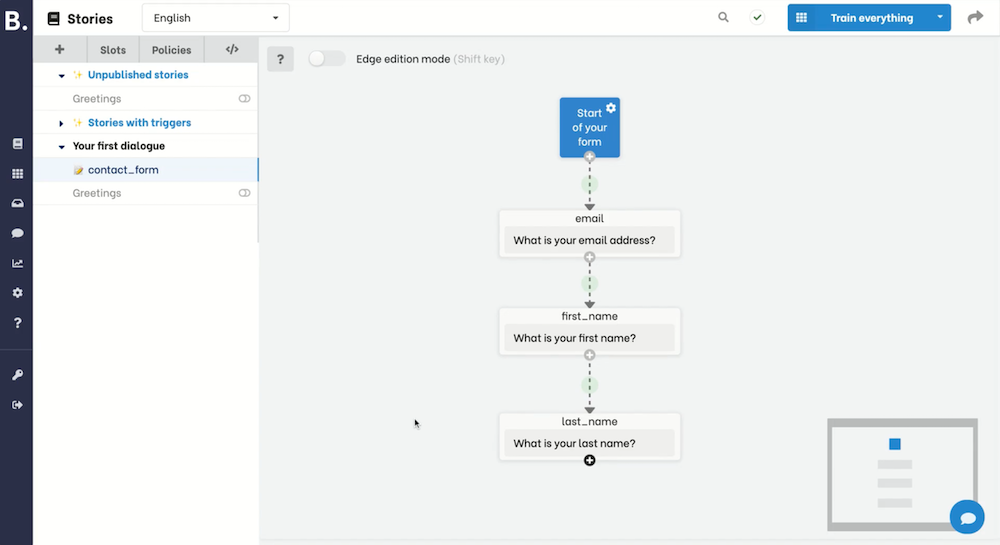 B.
Stories
English
Train everything
Slots
Policies
</>
?
Edge edition mode (Shift key)
✨ Unpublished stories
Greetings
✨ Stories with triggers
Your first dialogue
contact_form
Greetings
Start
of your
form
email
What is your email address?
first_name
What is your first name?
last_name
What is your last name?
?